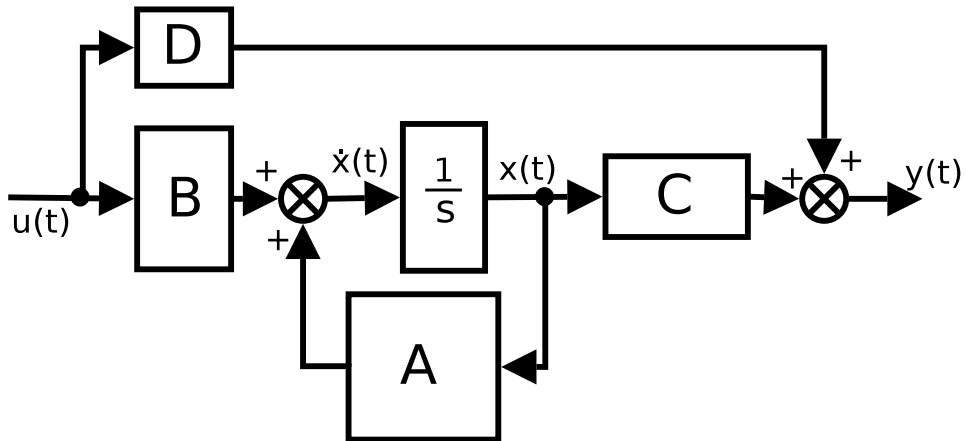 D
B
u(t)
+
+
ẋ(t)
1
s
x(t)
A
C
+
+
y(t)